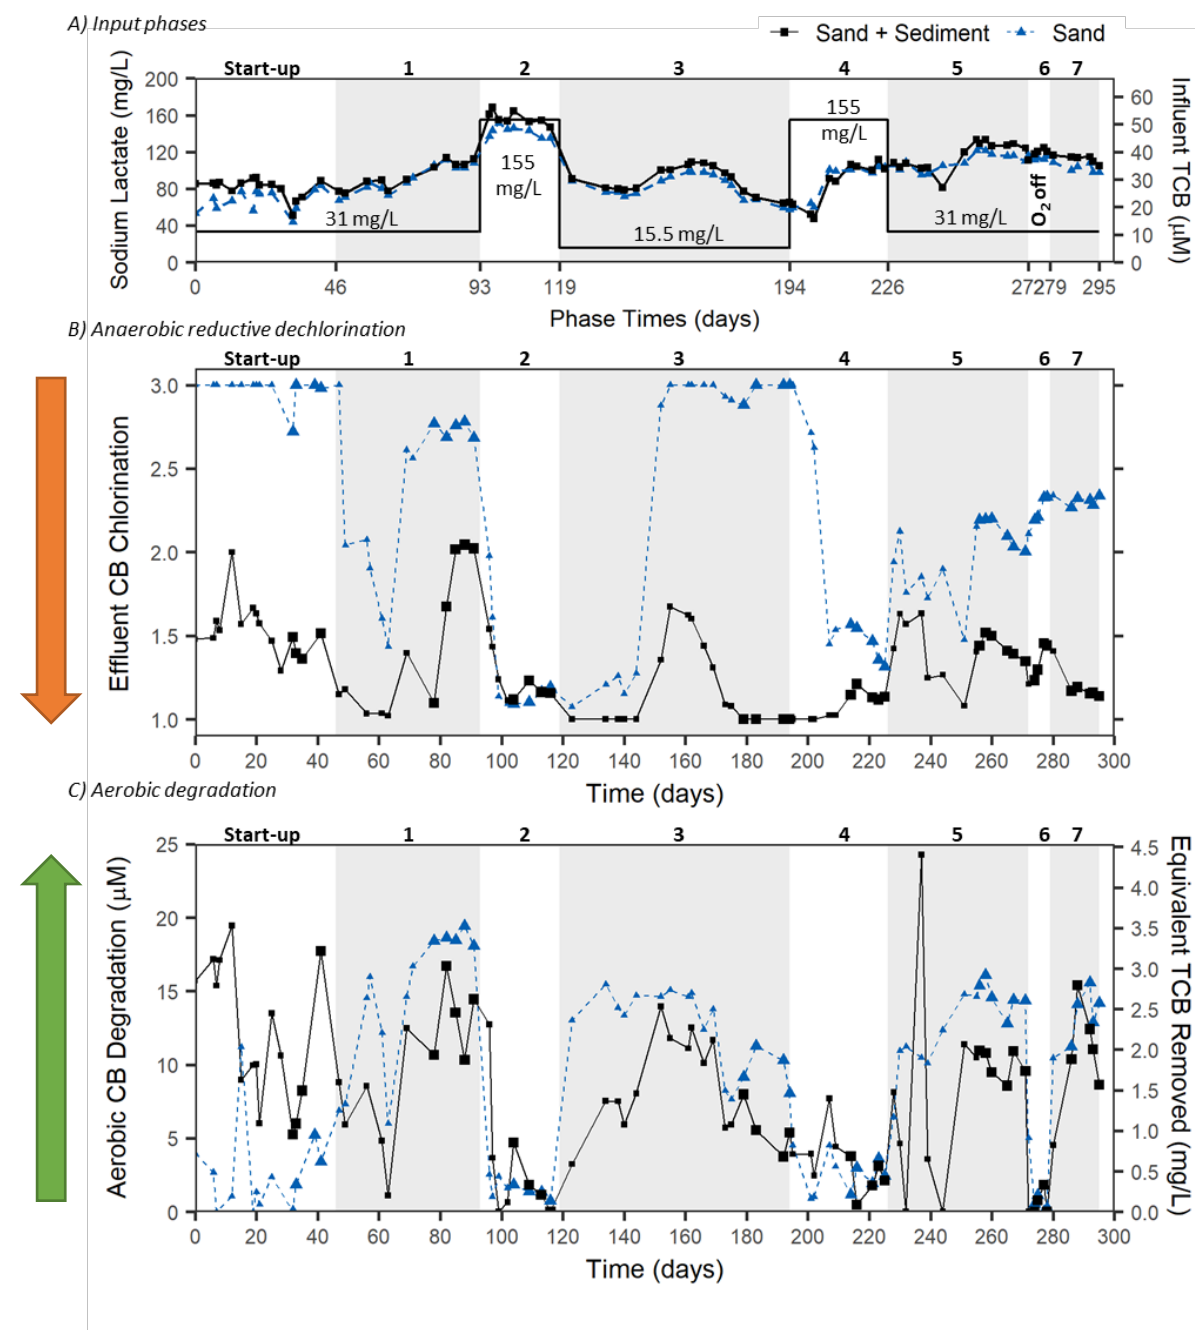 A) Input phases
Sand + Sediment Sand
Start-up 1 2 3 4 5 6 7
Sodium Lactate (mg/L)
200
160
120
80
40
0
31 mg/L
155
mg/L
15.5 mg/L
155
mg/L
31 mg/L
O2 off
60
50
40
30
20
10
0
Influent TCB (µM)
0 46 93 119 194 226 272 279 295
Phase Times (days)
B) Anaerobic reductive dechlorination
Start-up 1 2 3 4 5 6 7
Effluent CB Chlorination
3.0
2.5
2.0
1.5
1.0
0 20 40 60 80 100 120 140 160 180 200 220 240 260 280 300
Time (days)
C) Aerobic degradation
Start-up 1 2 3 4 5 6 7
Aerobic CB Degradation (µM)
25
20
15
10
5
0
4.5
4.0
3.5
3.0
2.5
2.0
1.5
1.0
0.5
0.0
Equivalent TCB Removed (mg/L)
0 20 40 60 80 100 120 140 160 180 200 220 240 260 280 300
Time (days)